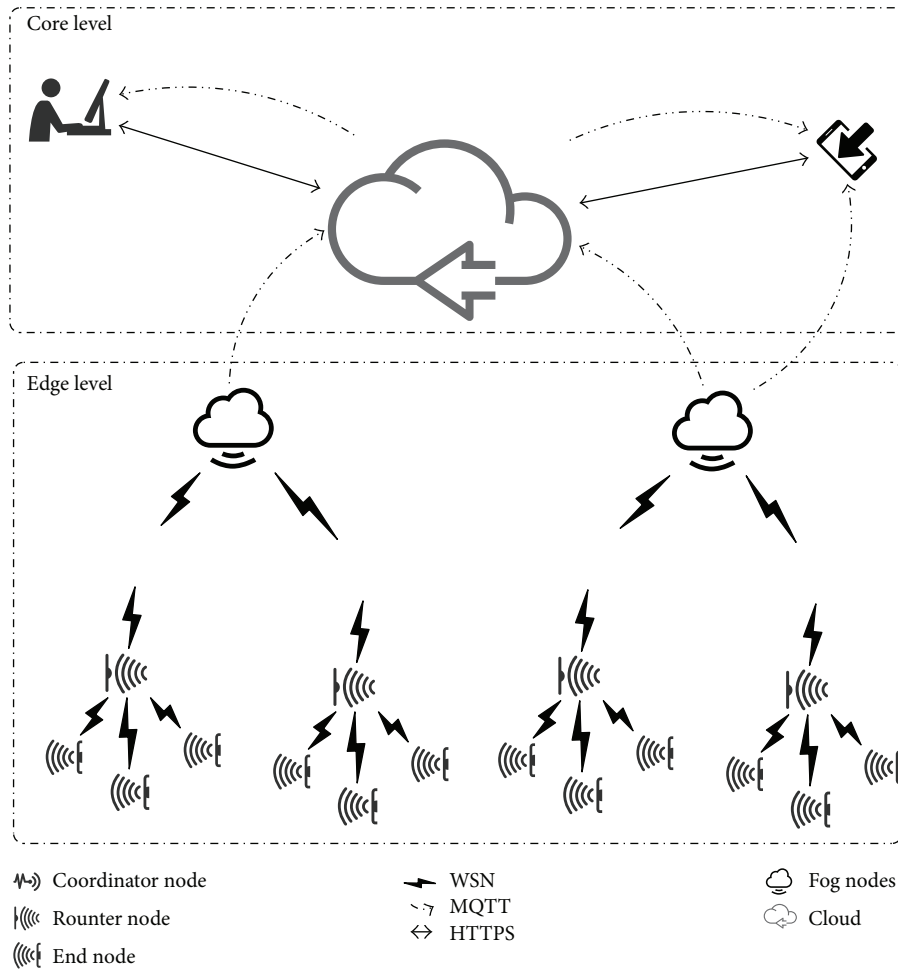 Core level
Edge level
Coordinator node
Rounter node
End node
WSN
MQTT
HTTPS
Fog nodes
Cloud